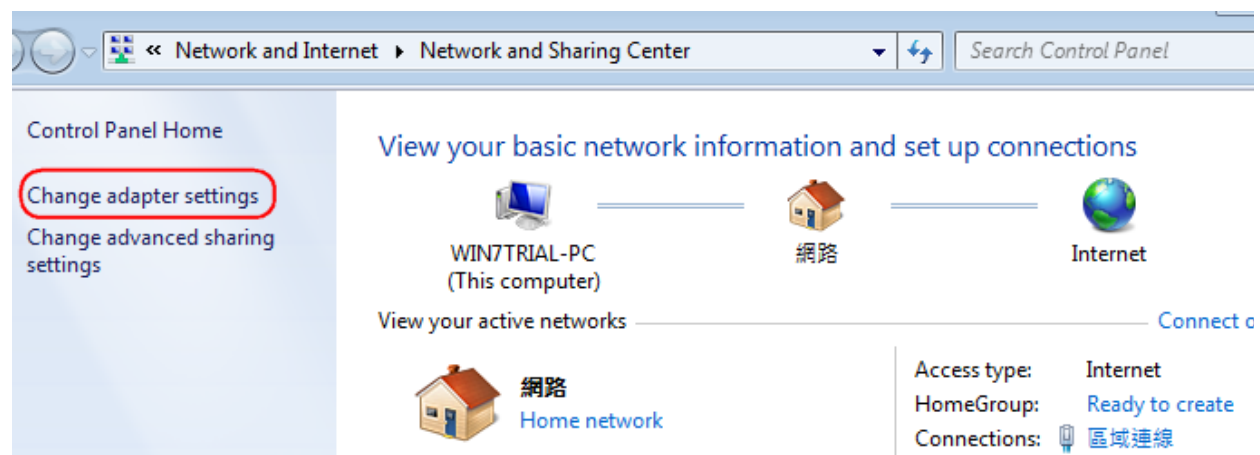 « Network and Internet ▸ Network and Sharing Center
Search Control Panel
Control Panel Home
Change adapter settings
Change advanced sharing
settings
View your basic network information and set up connections
WIN7TRIAL-PC
(This computer)
網路
Internet
View your active networks
Connect
網路
Home network
Access type: Internet
HomeGroup: Ready to create
Connections: 區域連線